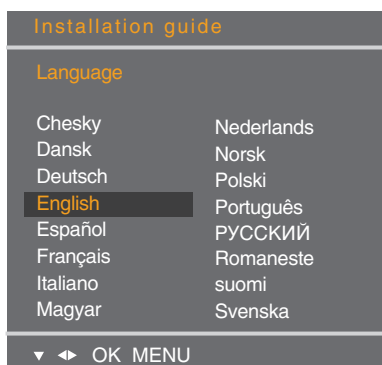 Installation guide
Language
Chesky
Dansk
Deutsch
English
Español
Français
Italiano
Magyar
Nederlands
Norsk
Polski
Português
РУССКИЙ
Romaneste
suomi
Svenska
OK MENU